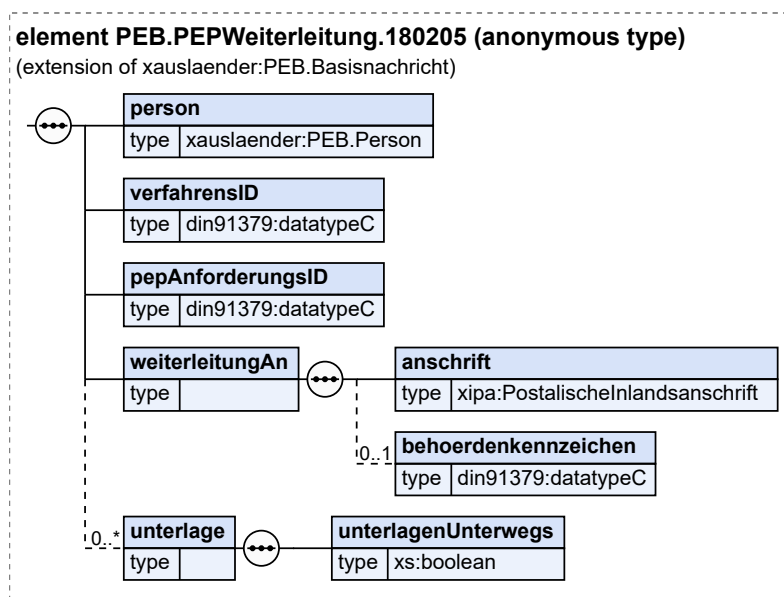 element PEB.PEPWeiterleitung.180205 (anonymous type)
(extension of xauslaender:PEB.Basisnachricht)
person
type xauslaender:PEB.Person
verfahrensID
type din91379:datatypeC
pepAnforderungsID
type din91379:datatypeC
weiterleitungAn
type
anschrift
type xipa:PostalischeInlandsanschrift
0..1
behoerdenkennzeichen
type din91379:datatypeC
0..*
unterlage
type
unterlagenUnterwegs
type xs:boolean